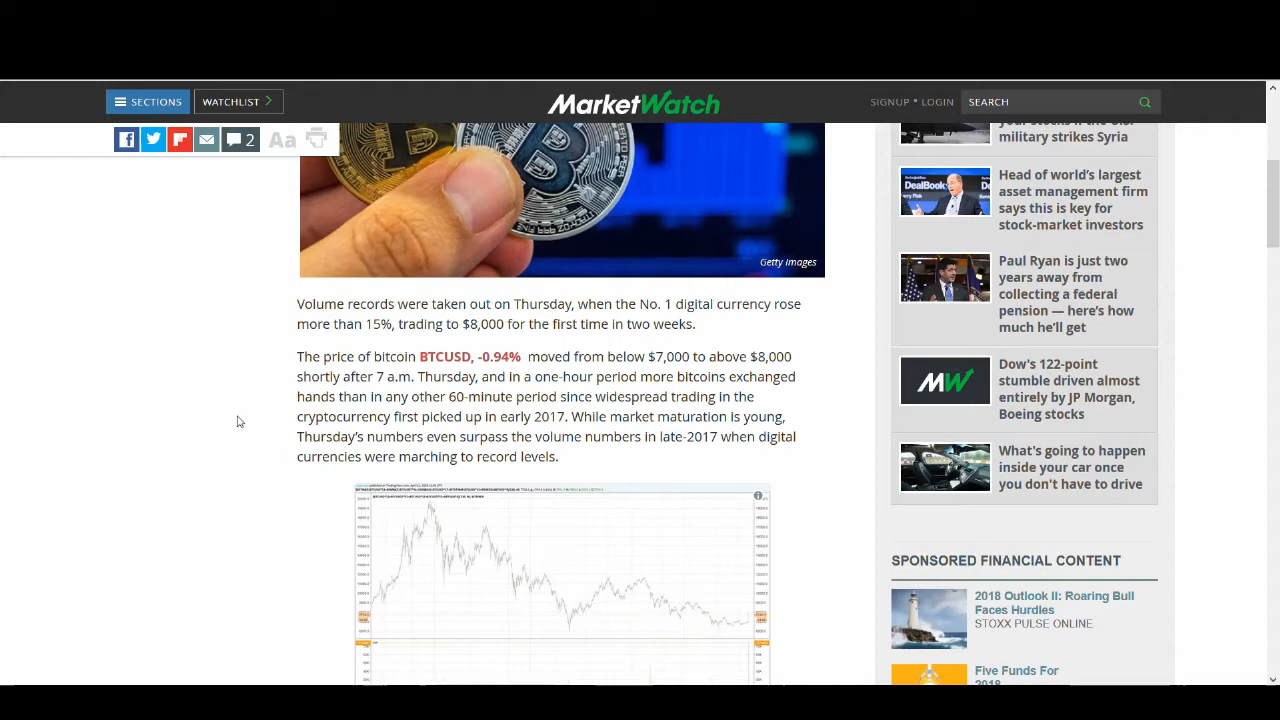 SECTIONS
WATCHLIST
MarketWatch
SIGNUP • LOGIN
SEARCH
2
Aa
Getty Images
Volume records were taken out on Thursday, when the No. 1 digital currency rose
more than 15%, trading to $8,000 for the first time in two weeks.
The price of bitcoin BTCUSD, -0.94% moved from below $7,000 to above $8,000
shortly after 7 a.m. Thursday, and in a one-hour period more bitcoins exchanged
hands than in any other 60-minute period since widespread trading in the
cryptocurrency first picked up in early 2017. While market maturation is young,
Thursday's numbers even surpass the volume numbers in late-2017 when digital
currencies were marching to record levels.
military strikes Syria
Head of world's largest
asset management firm
says this is key for
stock-market investors
Paul Ryan is just two
years away from
collecting a federal
pension — here's how
much he'll get
Dow's 122-point
stumble driven almost
entirely by JP Morgan,
Boeing stocks
What's going to happen
inside your car once
you don't have to drive
SPONSORED FINANCIAL CONTENT
2018 Outlook II: Roaring Bull
Faces Hurdles
STOXX PULSE ONLINE
Five Funds For
2018